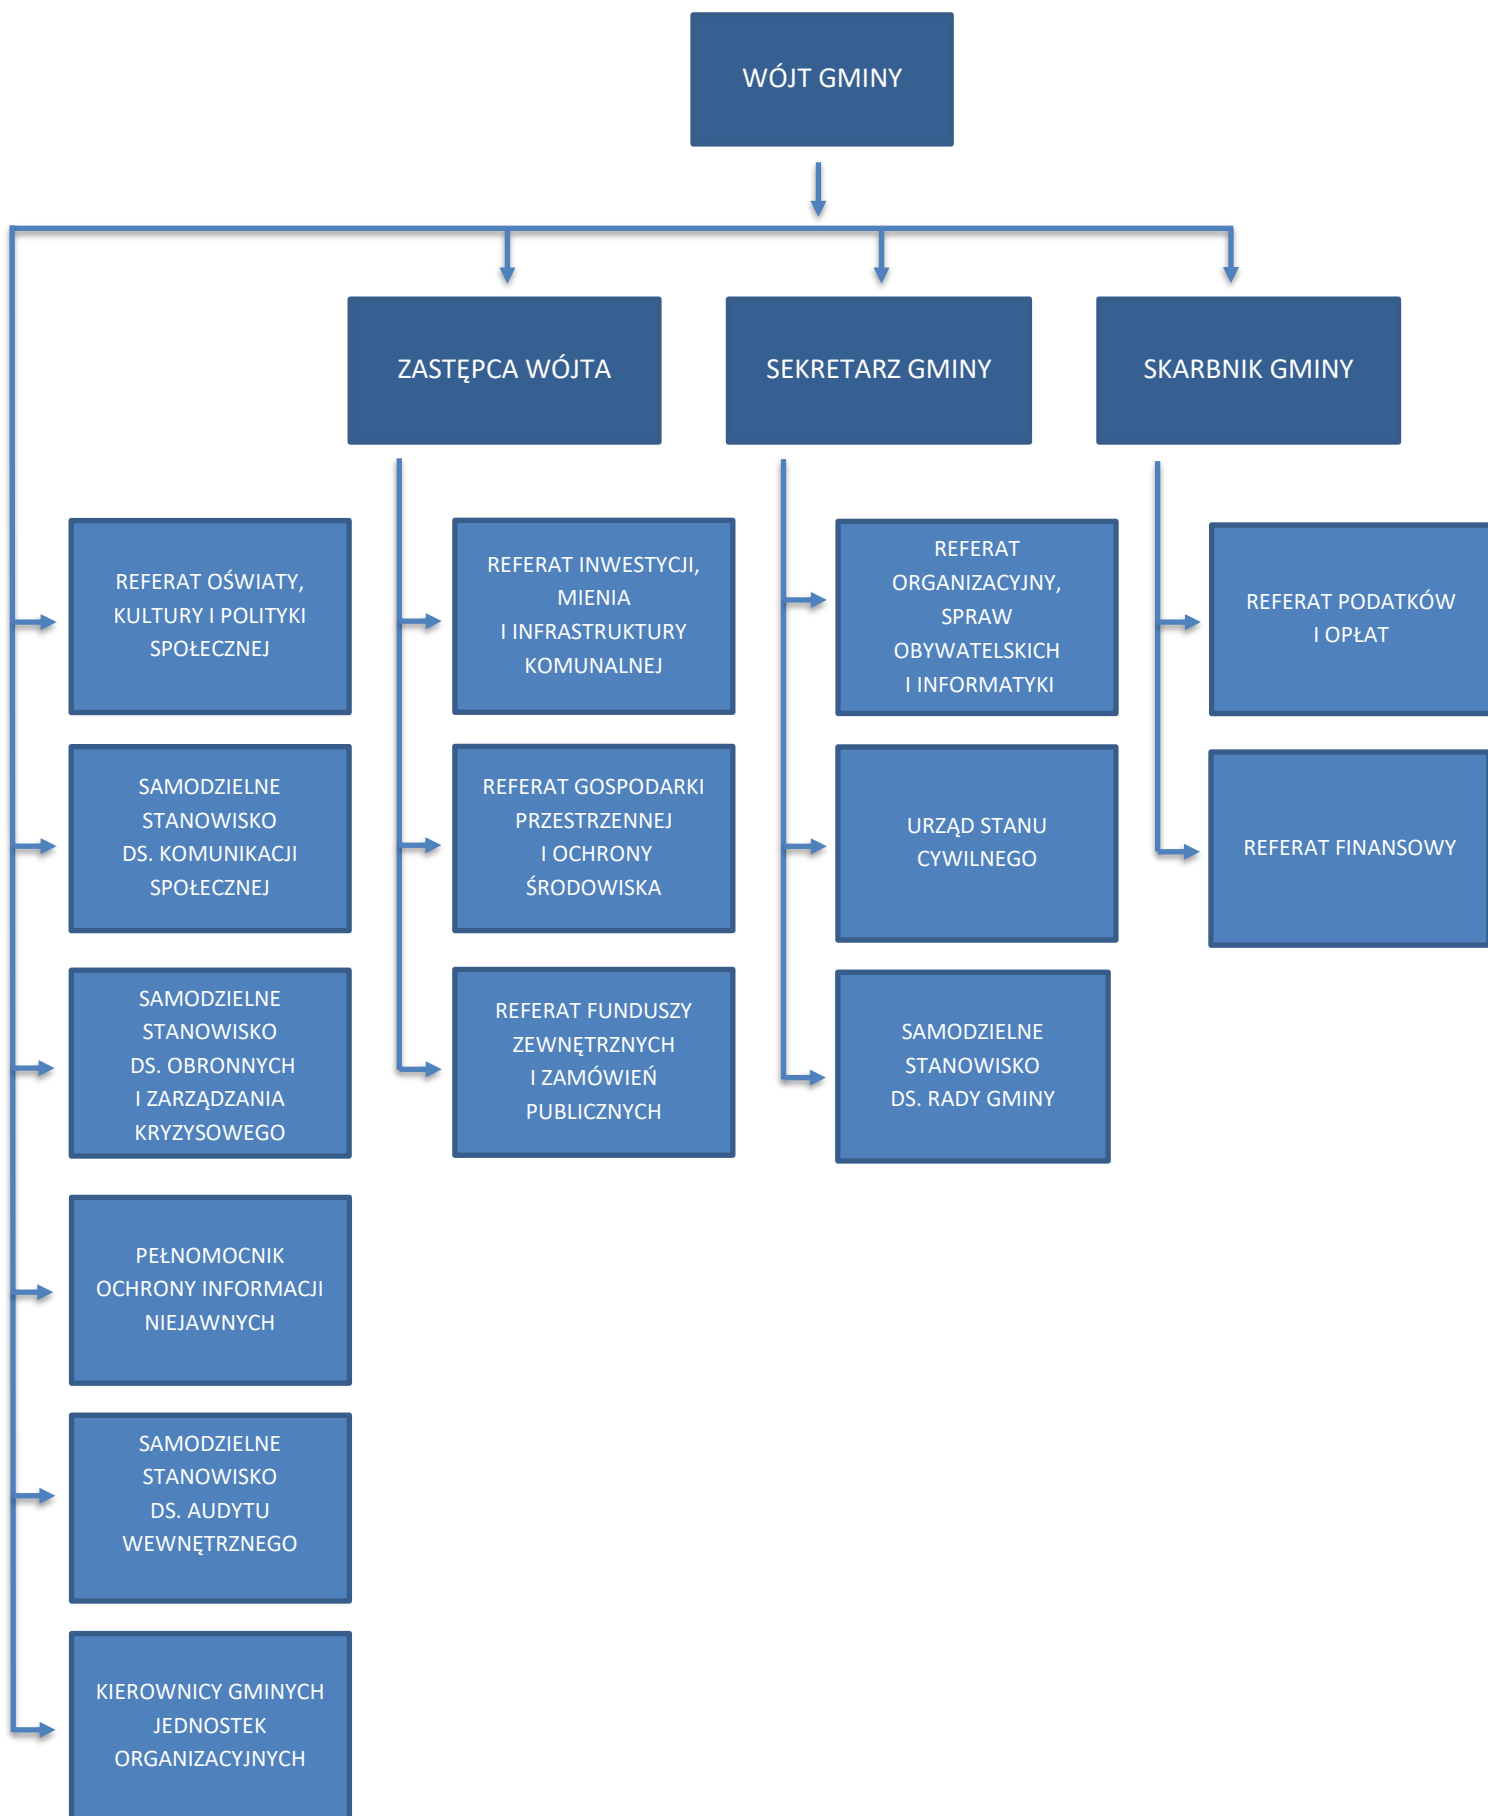 WÓJT GMINY
ZASTĘPCA WÓJTA
SEKRETARZ GMINY
SKARBNIK GMINY
REFERAT OŚWIATY,
KULTURY I POLITYKI
SPOŁECZNEJ
SAMODZIELNE
STANOWISKO
DS. KOMUNIKACJI
SPOŁECZNEJ
SAMODZIELNE
STANOWISKO
DS. OBRONNYCH
I ZARZĄDZANIA
KRYZYSOWEGO
PEŁNOMOCNIK
OCHRONY INFORMACJI
NIEJAWNYCH
SAMODZIELNE
STANOWISKO
DS. AUDYTU
WEWNĘTRZNEGO
KIEROWNICY GMINYCH
JEDNOSTEK
ORGANIZACYJNYCH
REFERAT INWESTYCJI,
MIENIA
I INFRASTRUKTURY
KOMUNALNEJ
REFERAT GOSPODARKI
PRZESTRZENNEJ
I OCHRONY
ŚRODOWISKA
REFERAT FUNDUSZY
ZEWNĘTRZNYCH
I ZAMÓWIEŃ
PUBLICZNYCH
REFERAT
ORGANIZACYJNY,
SPRAW
OBYWATELSKICH
I INFORMATYKI
URZĄD STANU
CYWILNEGO
SAMODZIELNE
STANOWISKO
DS. RADY GMINY
REFERAT PODATKÓW
I OPŁAT
REFERAT FINANSOWY